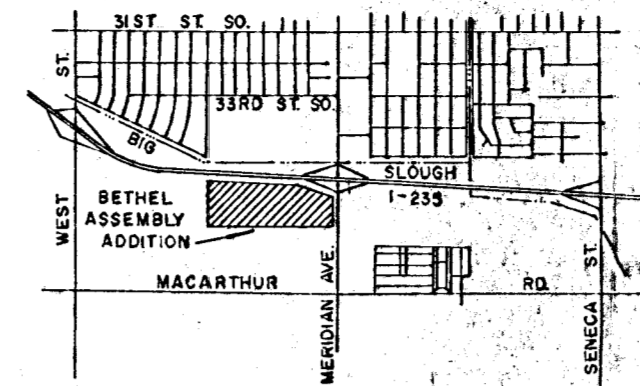 31ST ST. SO.
33RD ST. SO.
WEST ST.
BIG
SLOUGH
I-235
BETHEL
ASSEMBLY
ADDITION
MACARTHUR RD.
MERIDIAN AVE.
SENECA ST.